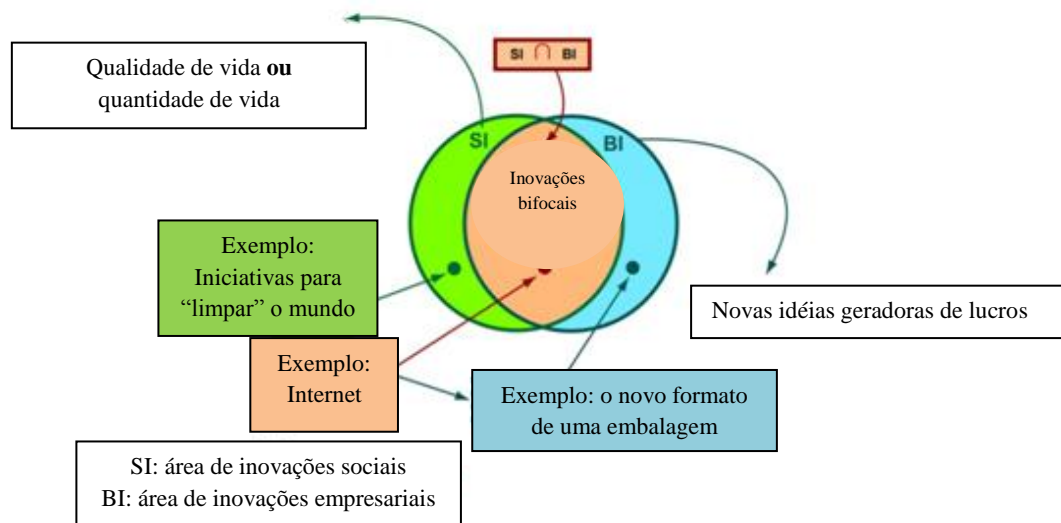 Qualidade de vida ou
quantidade de vida
SI ∩ BI
SI
BI
Inovações
bifocais
Exemplo:
Iniciativas para
“limpar” o mundo
Novas idéias geradoras de lucros
Exemplo:
Internet
Exemplo: o novo formato
de uma embalagem
SI: área de inovações sociais
BI: área de inovações empresariais